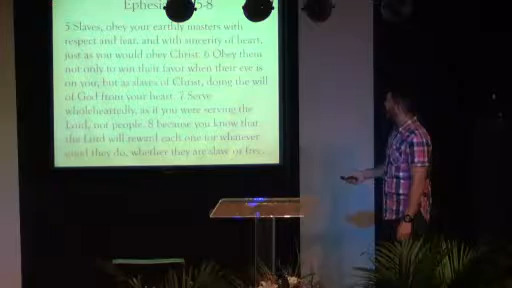 Ephesi 5-8
5 Slaves, obey your earthly masters with
respect and fear, and with sincerity of heart,
just as you would obey Christ. 6 Obey them
not only to win their favor when their eye is
on you, but as slaves of Christ, doing the will
of God from your heart. 7 Serve
wholeheartedly, as if you were serving the
Lord, not people, 8 because you know that
the Lord will reward each one for whatever
good they do, whether they are slave or free.